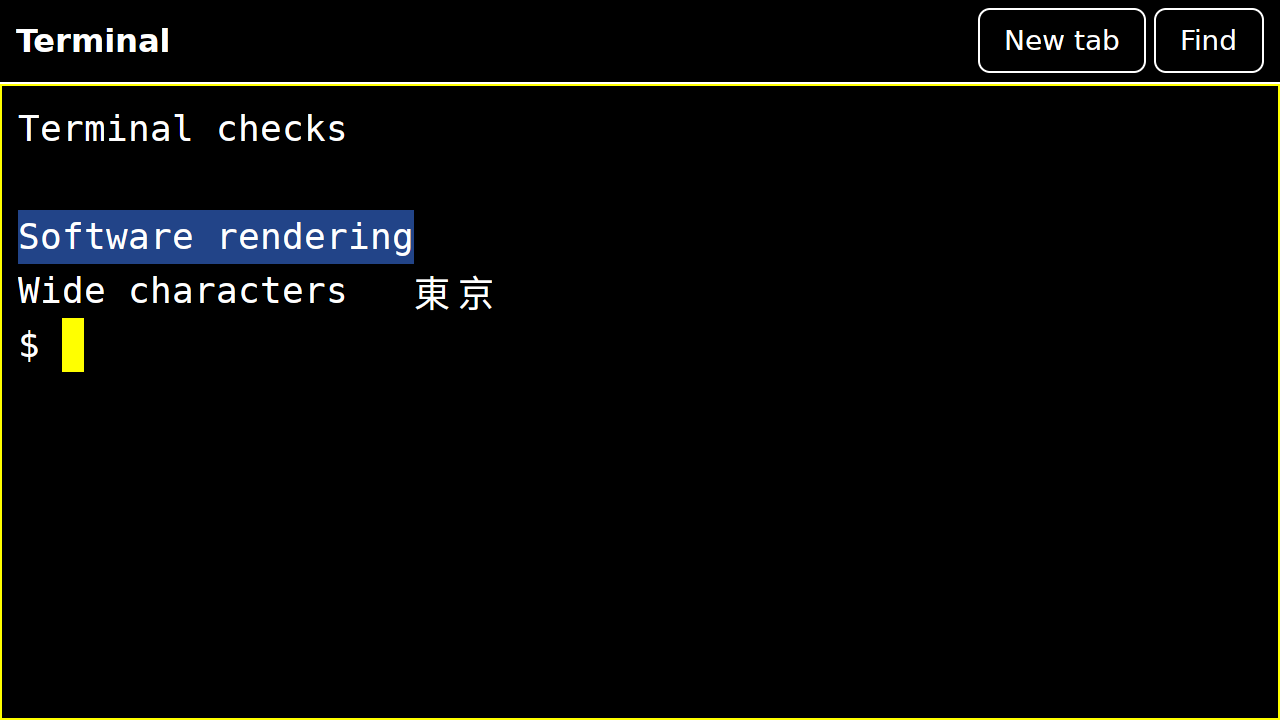 Terminal
New tab
Find
Terminal checks
Software rendering
Wide characters   東京
$